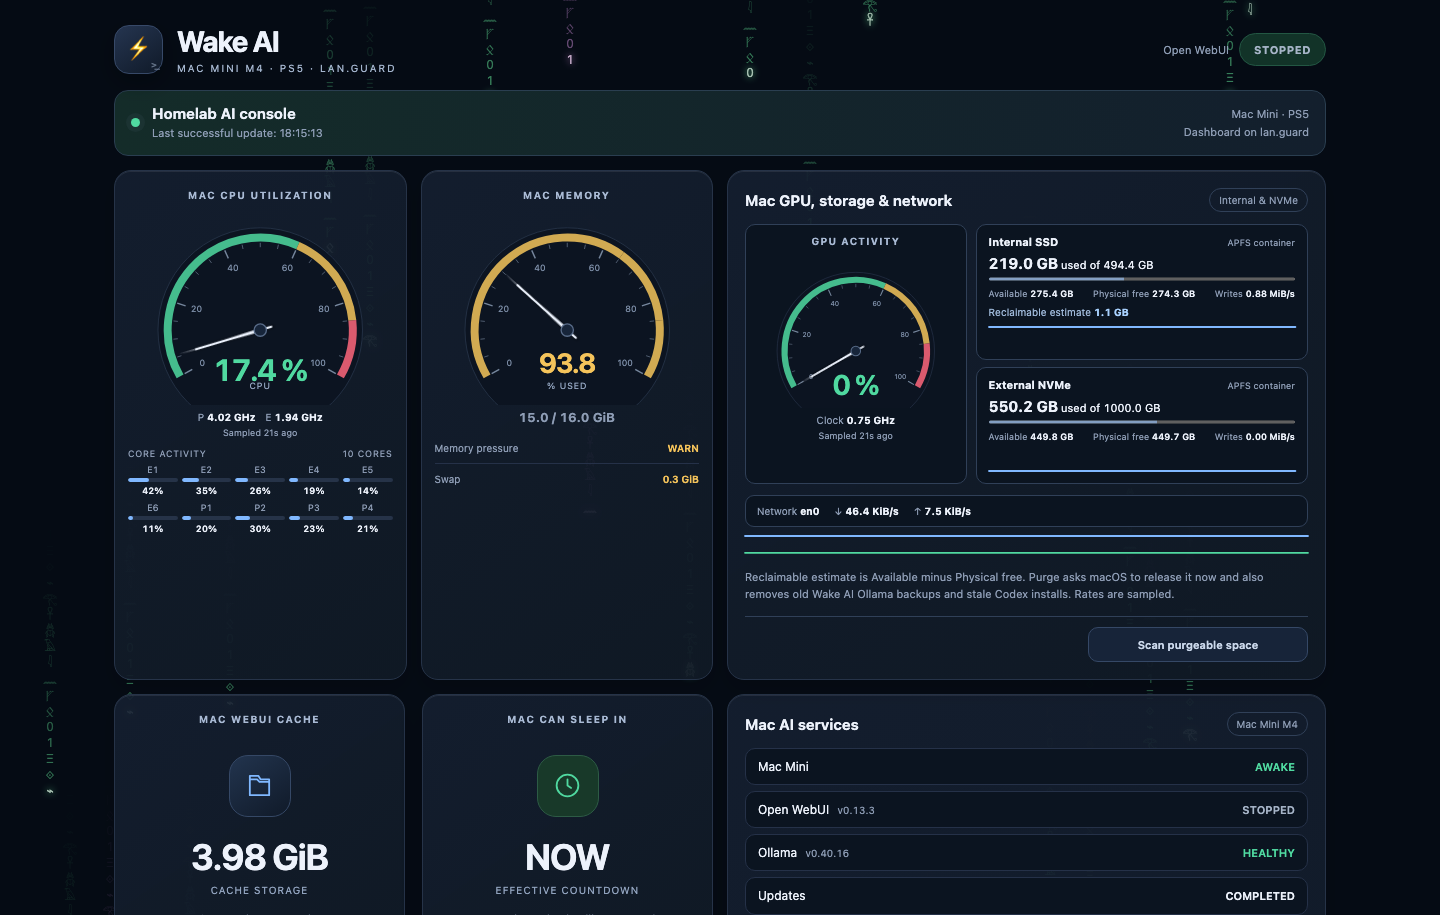 Wake AI
MAC MINI M4 · PS5 · LAN.GUARD
Open WebUI
STOPPED
Homelab AI console
Last successful update: 18:15:13
Mac Mini · PS5
Dashboard on lan.guard
MAC CPU UTILIZATION
0 20 40 60 80 100
17.4 %
CPU
P 4.02 GHz E 1.94 GHz
Sampled 21s ago
CORE ACTIVITY 10 CORES
E1 E2 E3 E4 E5
42% 35% 26% 19% 14%
E6 P1 P2 P3 P4
11% 20% 30% 23% 21%
MAC MEMORY
0 20 40 60 80 100
93.8
% USED
15.0 / 16.0 GiB
Memory pressure WARN
Swap 0.3 GiB
Mac GPU, storage & network
Internal & NVMe
GPU ACTIVITY
0 20 40 60 80 100
0 %
Clock 0.75 GHz
Sampled 21s ago
Internal SSD APFS container
219.0 GB used of 494.4 GB
Available 275.4 GB Physical free 274.3 GB Writes 0.88 MiB/s
Reclaimable estimate 1.1 GB
External NVMe APFS container
550.2 GB used of 1000.0 GB
Available 449.8 GB Physical free 449.7 GB Writes 0.00 MiB/s
Network en0 ↓ 46.4 KiB/s ↑ 7.5 KiB/s
Reclaimable estimate is Available minus Physical free. Purge asks macOS to release it now and also
removes old Wake AI Ollama backups and stale Codex installs. Rates are sampled.
Scan purgeable space
MAC WEBUI CACHE
3.98 GiB
CACHE STORAGE
MAC CAN SLEEP IN
NOW
EFFECTIVE COUNTDOWN
Mac AI services
Mac Mini M4
Mac Mini AWAKE
Open WebUI v0.13.3 STOPPED
Ollama v0.40.16 HEALTHY
Updates COMPLETED